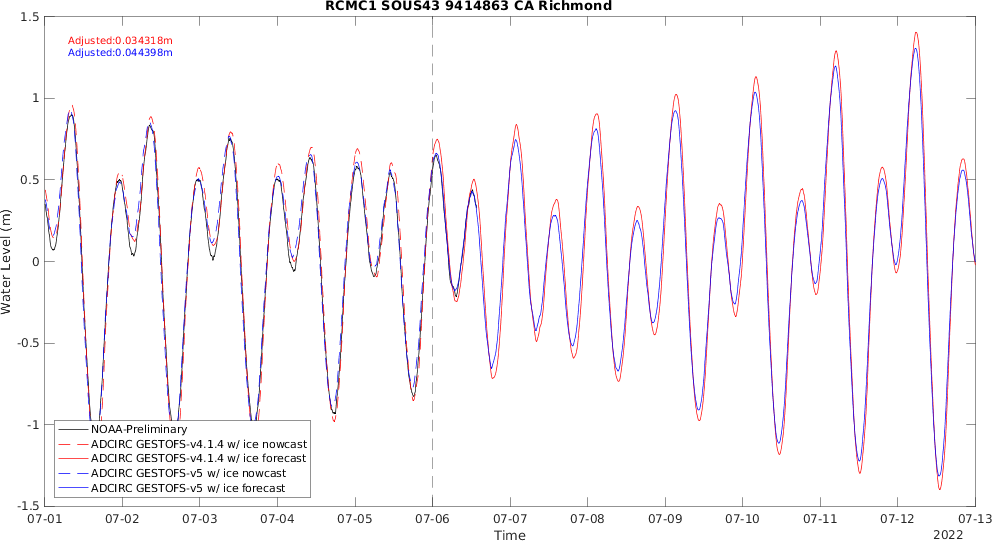 RCMC1 SOUS43 9414863 CA Richmond
Adjusted:0.034318m
Adjusted:0.044398m
Water Level (m)
1.5
1
0.5
0
-0.5
-1
-1.5
NOAA-Preliminary
ADCIRC GESTOFS-v4.1.4 w/ ice nowcast
ADCIRC GESTOFS-v4.1.4 w/ ice forecast
ADCIRC GESTOFS-v5 w/ ice nowcast
ADCIRC GESTOFS-v5 w/ ice forecast
07-01 07-02 07-03 07-04 07-05 07-06 07-07 07-08 07-09 07-10 07-11 07-12 07-13
Time
2022